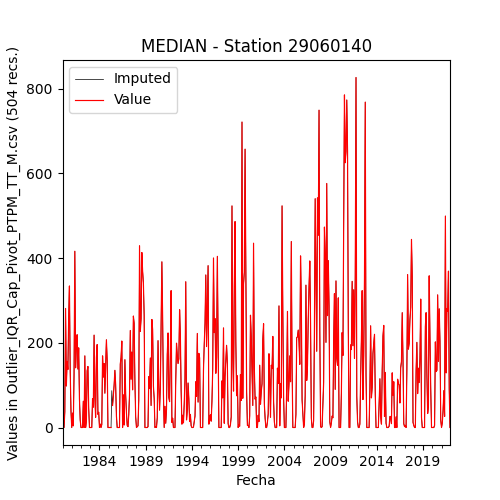 MEDIAN - Station 29060140
Imputed
Value
Values in Outlier_IQR_Cap_Pivot_PTPM_TT_M.csv (504 recs.)
800
600
400
200
0
1984 1989 1994 1999 2004 2009 2014 2019
Fecha